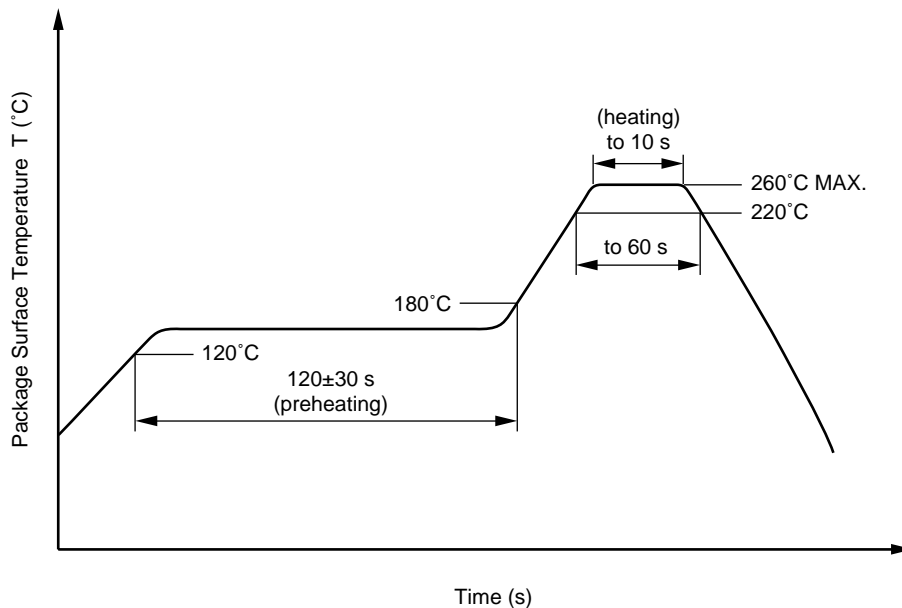 Package Surface Temperature T (˚C)
(heating)
to 10 s
260˚C MAX.
220˚C
to 60 s
180˚C
120˚C
120±30 s
(preheating)
Time (s)